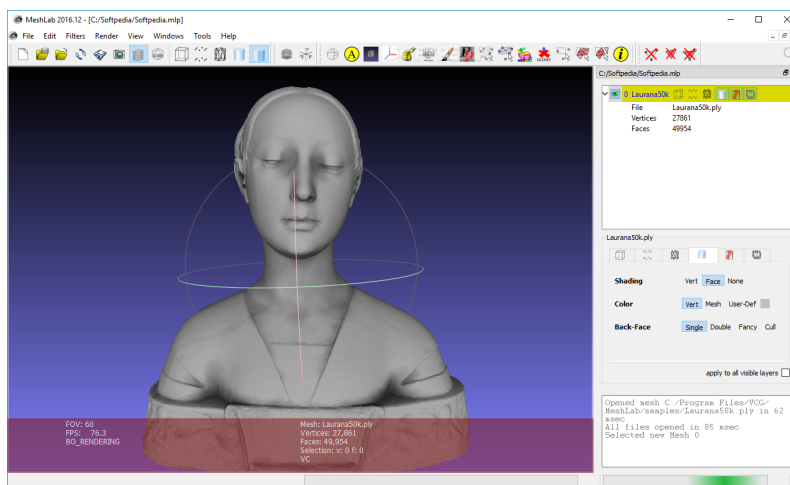 MeshLab 2016.12 - [C:/Softpedia/Softpedia.mlp]
File Edit Filters Render View Windows Tools Help
C:/Softpedia/Softpedia.mlp
0 Laurana50k
File Laurana50k.ply
Vertices 27861
Faces 49954
Laurana50k.ply
Shading Vert Face None
Color Vert Mesh User-Def
Back-Face Single Double Fancy Cull
apply to all visible layers
Opened mesh C:/Program Files/VCG/
MeshLab/samples/Laurana50k.ply in 62
msec
All files opened in 85 msec
Selected new Mesh 0
FOV: 60
FPS: 76.3
BO_RENDERING
Mesh: Laurana50k.ply
Vertices: 27,861
Faces: 49,954
Selection: v: 0 f: 0
VC